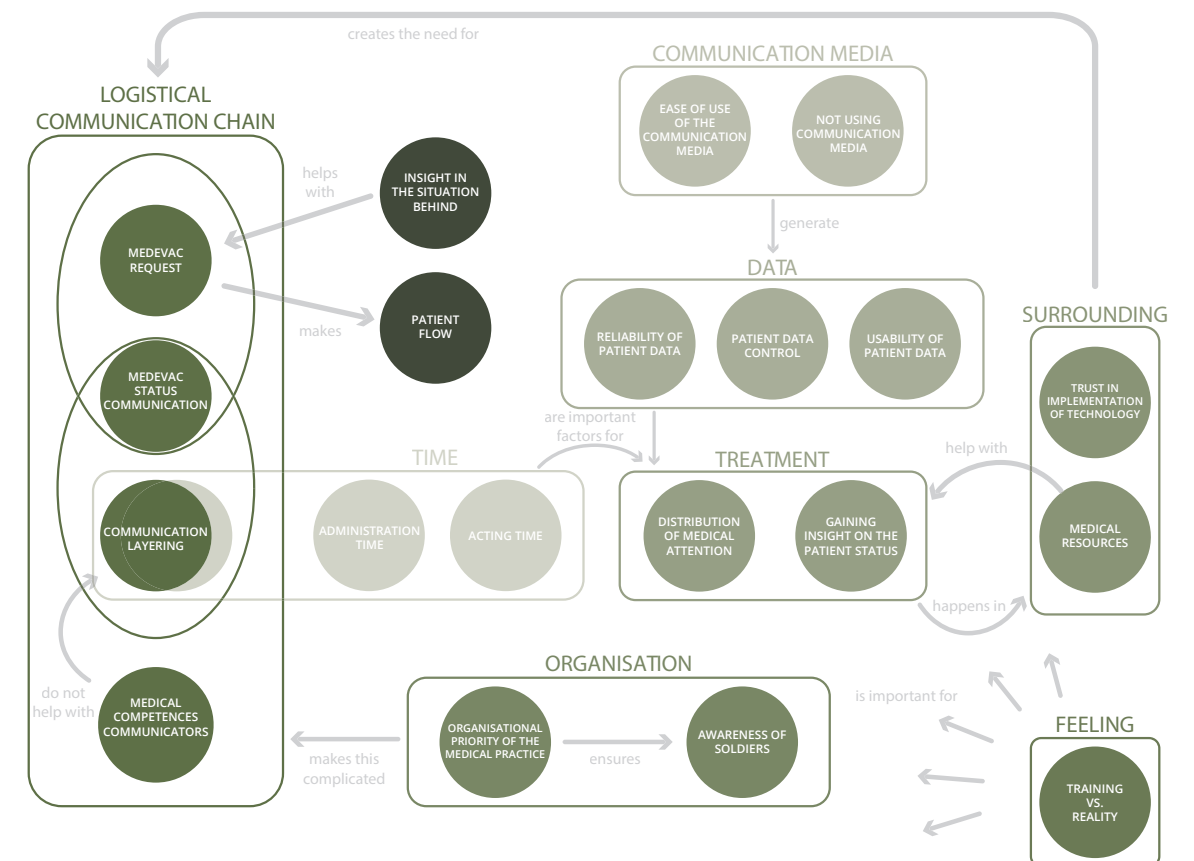 creates the need for
COMMUNICATION MEDIA
LOGISTICAL
COMMUNICATION CHAIN
EASE OF USE
OF THE
COMMUNICATION
MEDIA
NOT USING
COMMUNICATION
MEDIA
helps
with
INSIGHT IN
THE SITUATION
BEHIND
MEDEVAC
REQUEST
generate
DATA
makes
PATIENT
FLOW
RELIABILITY OF
PATIENT DATA
PATIENT DATA
CONTROL
USABILITY OF
PATIENT DATA
SURROUNDING
MEDEVAC
STATUS
COMMUNICATION
TRUST IN
IMPLEMENTATION
OF TECHNOLOGY
are important
factors for
TIME
TREATMENT
help with
COMMUNICATION
LAYERING
ADMINISTRATION
TIME
ACTING TIME
DISTRIBUTION
OF MEDICAL
ATTENTION
GAINING
INSIGHT ON THE
PATIENT STATUS
MEDICAL
RESOURCES
happens in
ORGANISATION
do not
help with
MEDICAL
COMPETENCES
COMMUNICATORS
makes this
complicated
ORGANISATIONAL
PRIORITY OF THE
MEDICAL PRACTICE
ensures
AWARENESS OF
SOLDIERS
is important for
FEELING
TRAINING
VS.
REALITY